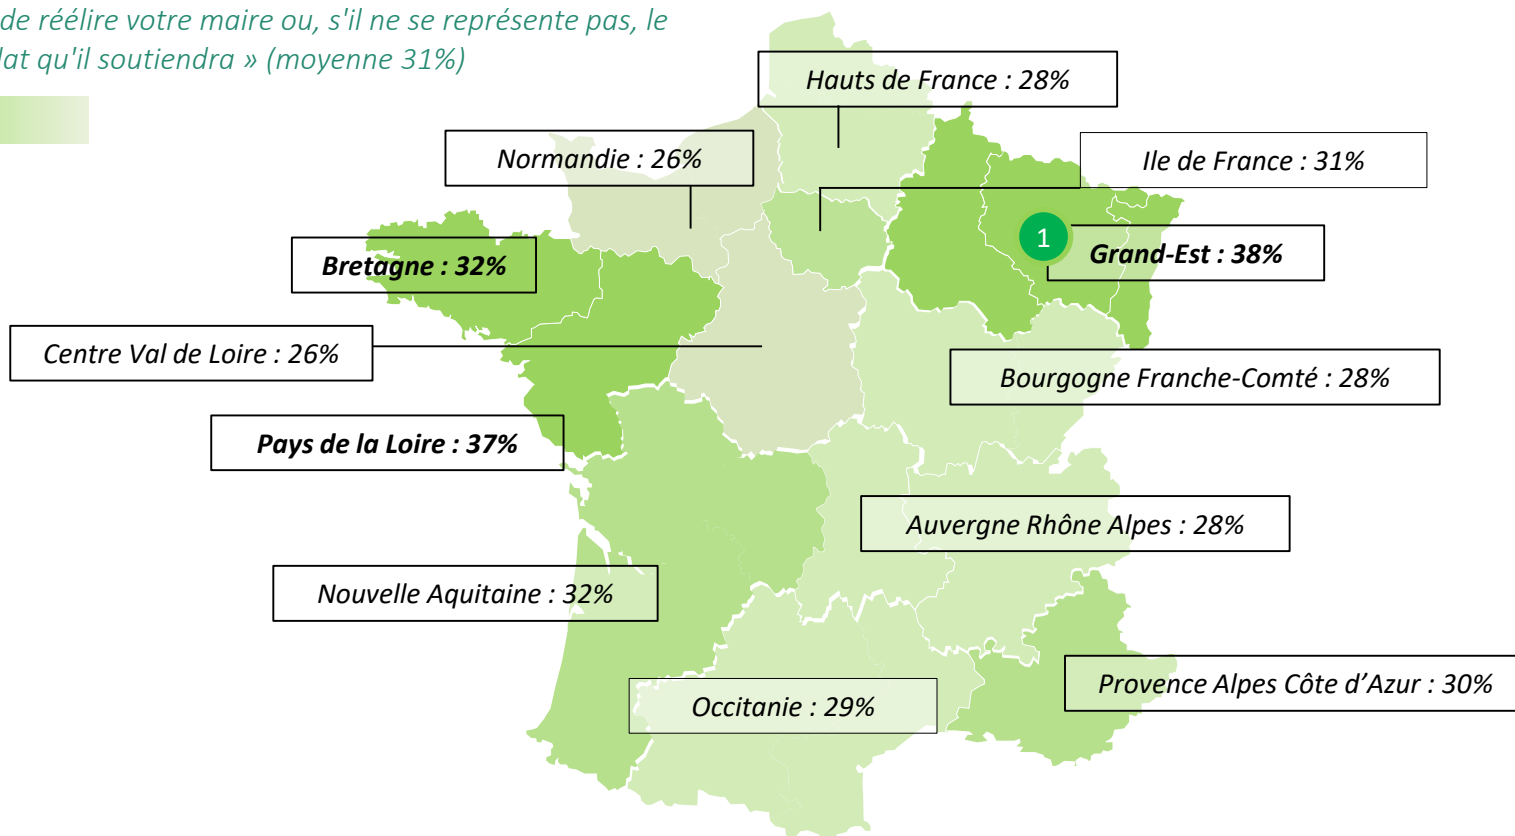 de réélire votre maire ou, s'il ne se représente pas, le
qu'il soutiendra » (moyenne 31%)
Hauts de France : 28%
Normandie : 26%
Ile de France : 31%
1
Grand-Est : 38%
Bretagne : 32%
Centre Val de Loire : 26%
Bourgogne Franche-Comté : 28%
Pays de la Loire : 37%
Auvergne Rhône Alpes : 28%
Nouvelle Aquitaine : 32%
Provence Alpes Côte d’Azur : 30%
Occitanie : 29%